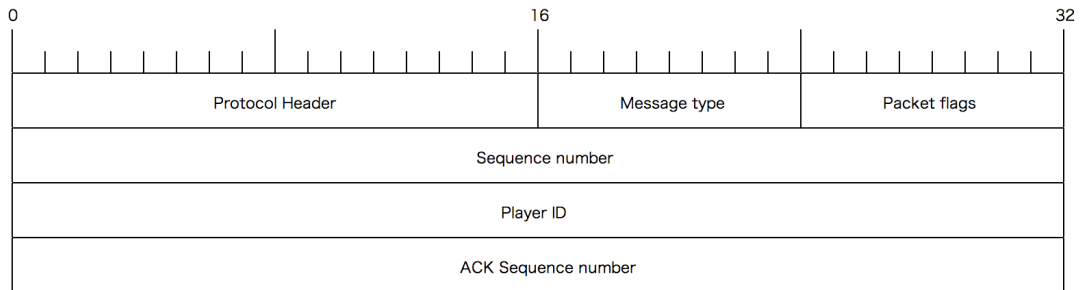 0 16 32
Protocol Header Message type Packet flags
Sequence number
Player ID
ACK Sequence number